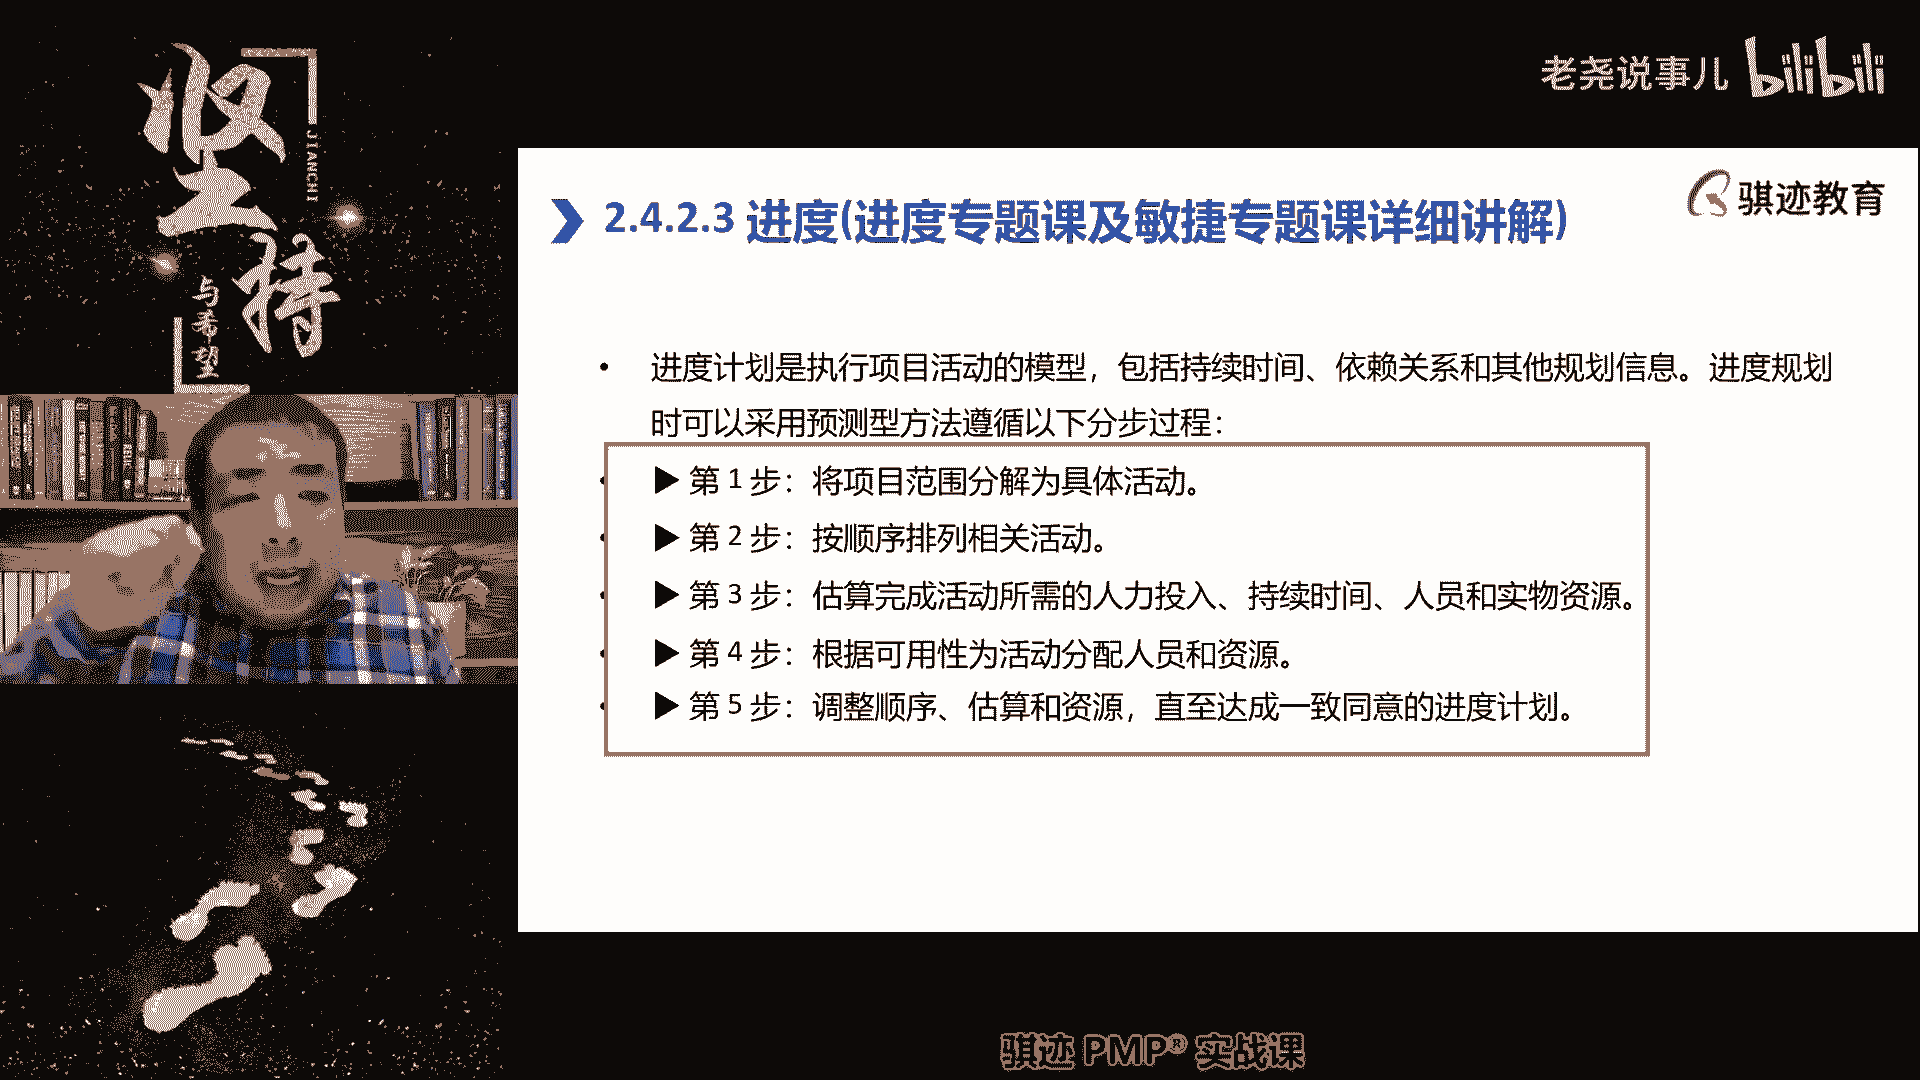 坚持
JIANCHI
与希望
老尧说事儿 bilibili
骐迹教育
2.4.2.3 进度(进度专题课及敏捷专题课详细讲解)
• 进度计划是执行项目活动的模型，包括持续时间、依赖关系和其他规划信息。进度规划
时可以采用预测型方法遵循以下分步过程：
▶ 第 1 步：将项目范围分解为具体活动。
▶ 第 2 步：按顺序排列相关活动。
▶ 第 3 步：估算完成活动所需的人力投入、持续时间、人员和实物资源。
▶ 第 4 步：根据可用性为活动分配人员和资源。
▶ 第 5 步：调整顺序、估算和资源，直至达成一致同意的进度计划。
骐迹 PMP® 实战课